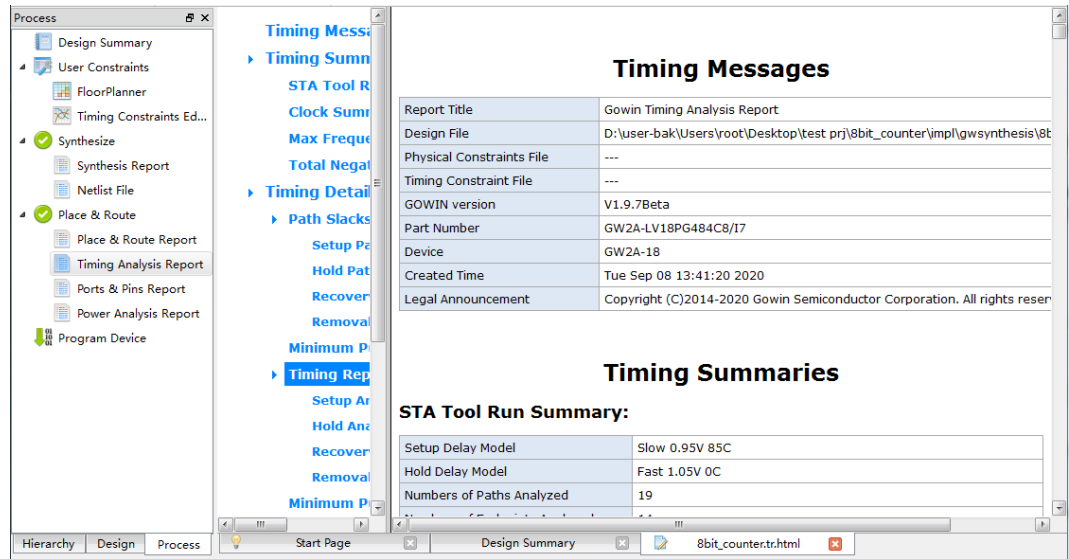 Process
Design Summary
User Constraints
FloorPlanner
Timing Constraints Ed...
Synthesize
Synthesis Report
Netlist File
Place & Route
Place & Route Report
Timing Analysis Report
Ports & Pins Report
Power Analysis Report
Program Device
Hierarchy Design Process
Timing Messa
Timing Summ
STA Tool R
Clock Summ
Max Freque
Total Negat
Timing Detail
Path Slacks
Setup Pa
Hold Pat
Recover
Removal
Minimum P
Timing Rep
Setup An
Hold Ana
Recover
Removal
Minimum P
Timing Messages
Report Title Gowin Timing Analysis Report
Design File D:\user-bak\Users\root\Desktop\test prj\8bit_counter\impl\gwsynthesis\8b
Physical Constraints File ---
Timing Constraint File ---
GOWIN version V1.9.7Beta
Part Number GW2A-LV18PG484C8/I7
Device GW2A-18
Created Time Tue Sep 08 13:41:20 2020
Legal Announcement Copyright (C)2014-2020 Gowin Semiconductor Corporation. All rights reser
Timing Summaries
STA Tool Run Summary:
Setup Delay Model Slow 0.95V 85C
Hold Delay Model Fast 1.05V 0C
Numbers of Paths Analyzed 19
Start Page Design Summary 8bit_counter.tr.html